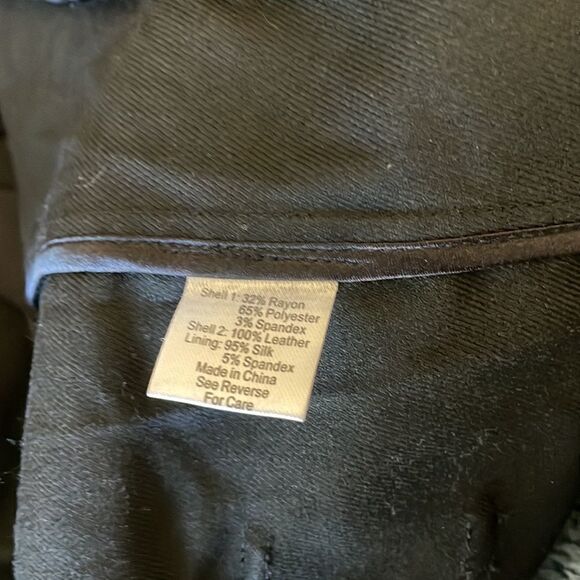 Shell 1: 32% Rayon
65% Polyester
3% Spandex
Shell 2: 100% Leather
Lining: 95% Silk
5% Spandex
Made in China
See Reverse
For Care